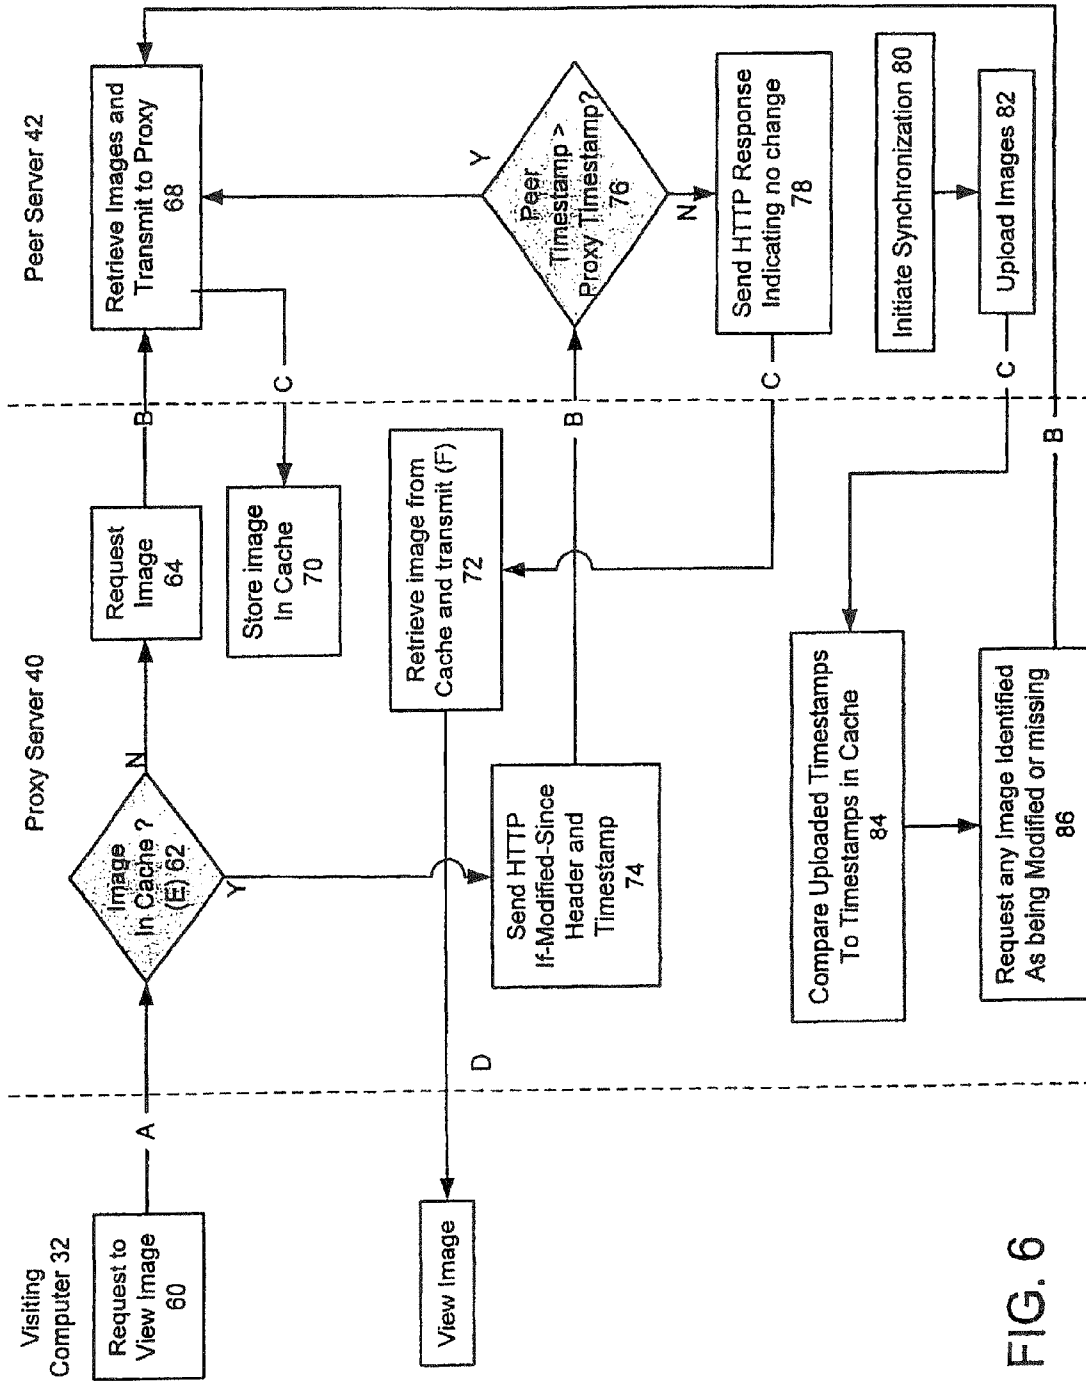 Visiting
Computer 32
Proxy Server 40
Peer Server 42
Request to
View Image
60
A
Image
In Cache ?
(E) 62
N
Y
Request
Image
64
B
Retrieve Images and
Transmit to Proxy
68
C
Store image
In Cache
70
Retrieve image from
Cache and transmit (F)
72
D
View Image
Send HTTP
If-Modified-Since
Header and
Timestamp
74
B
Peer
Timestamp >
Proxy Timestamp?
76
Y
N
Send HTTP Response
Indicating no change
78
C
Initiate Synchronization 80
Upload Images 82
C
Compare Uploaded Timestamps
To Timestamps in Cache
84
Request any Image Identified
As being Modified or missing
86
B
FIG. 6